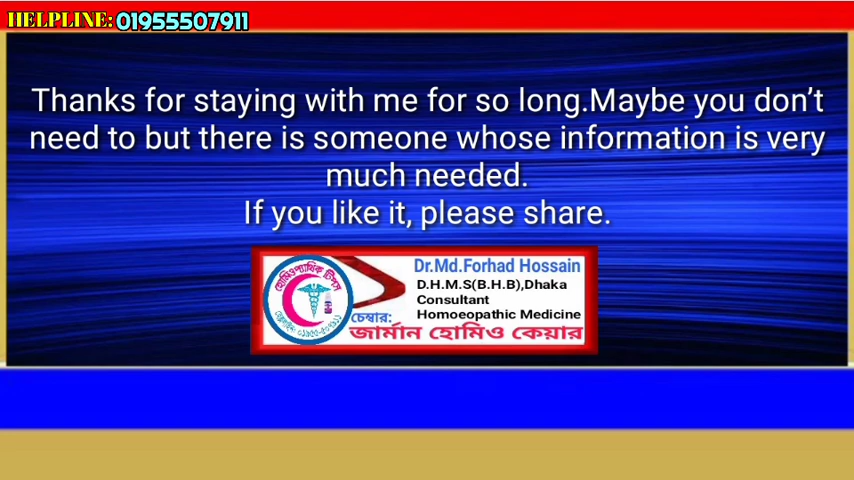 HELPLINE: 01955507911
Thanks for staying with me for so long.Maybe you don’t
need to but there is someone whose information is very
much needed.
If you like it, please share.
হোমিওপ্যাথিক টিপস
Dr.Md.Forhad Hossain
D.H.M.S(B.H.B),Dhaka
Consultant
Homoeopathic Medicine
চেম্বার:
জার্মান হোমিও কেয়ার